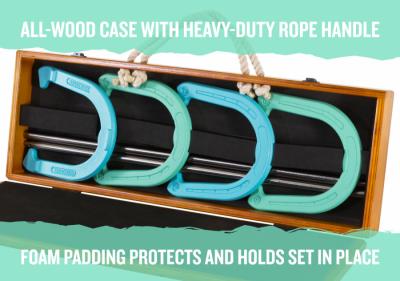 ALL-WOOD CASE WITH HEAVY-DUTY ROPE HANDLE
FOAM PADDING PROTECTS AND HOLDS SET IN PLACE